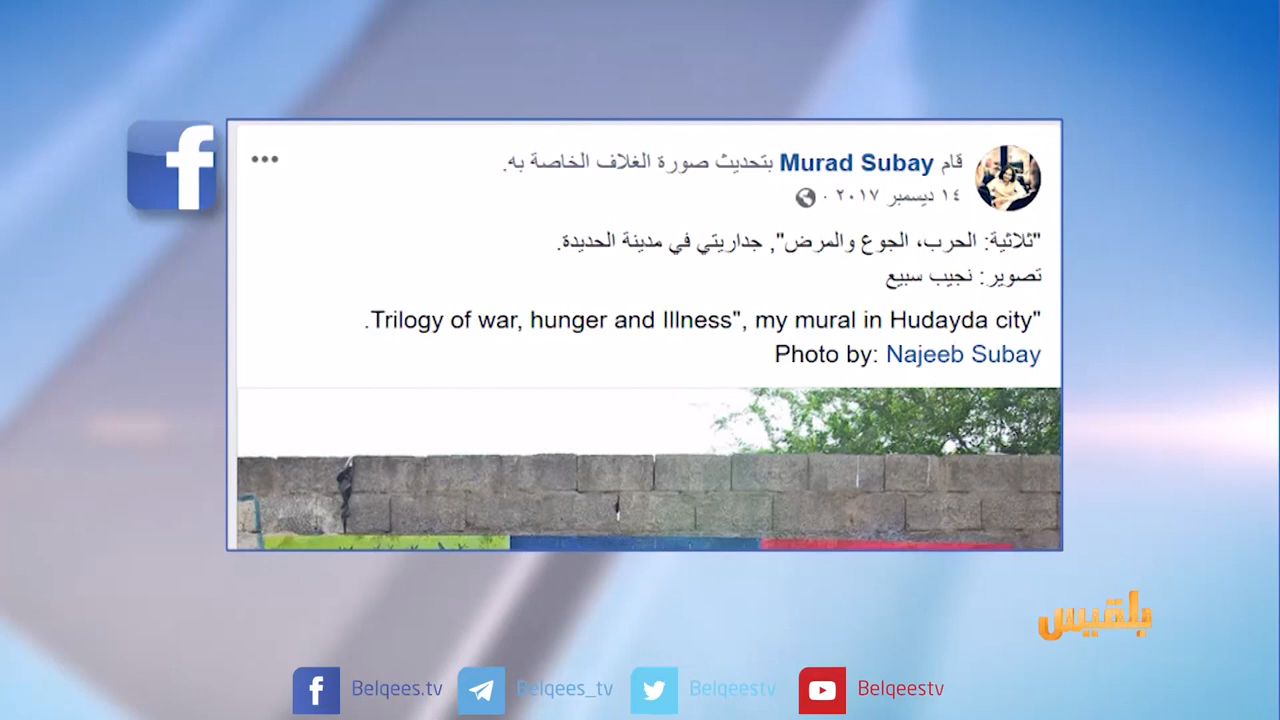 قام Murad Subay بتحديث صورة الغلاف الخاصة به.
١٤ ديسمبر ٢٠١٧ ·
"ثلاثية: الحرب، الجوع والمرض", جداريتي في مدينة الحديدة.
تصوير: نجيب سبيع
.Trilogy of war, hunger and Illness", my mural in Hudayda city"
Photo by: Najeeb Subay
بلقيس
Belqees.tv
Belqees_tv
Belqeestv
Belqeestv